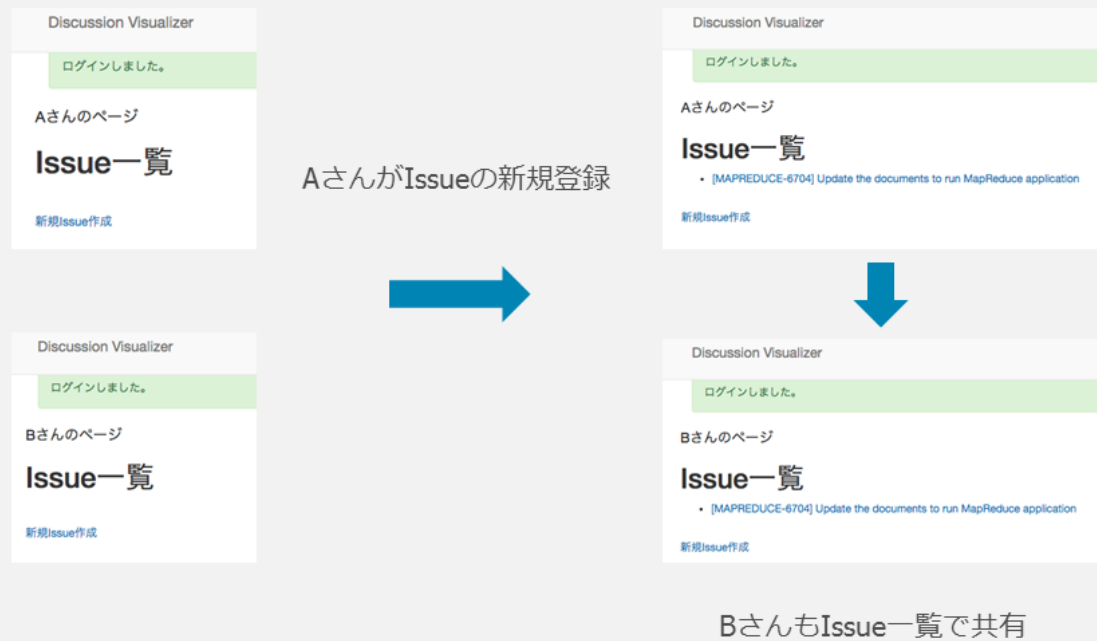 Discussion Visualizer
ログインしました。
Aさんのページ
Issue一覧
新規Issue作成
AさんがIssueの新規登録
Discussion Visualizer
ログインしました。
Aさんのページ
Issue一覧
• [MAPREDUCE-6704] Update the documents to run MapReduce application
新規Issue作成
Discussion Visualizer
ログインしました。
Bさんのページ
Issue一覧
新規Issue作成
Discussion Visualizer
ログインしました。
Bさんのページ
Issue一覧
• [MAPREDUCE-6704] Update the documents to run MapReduce application
新規Issue作成
BさんもIssue一覧で共有